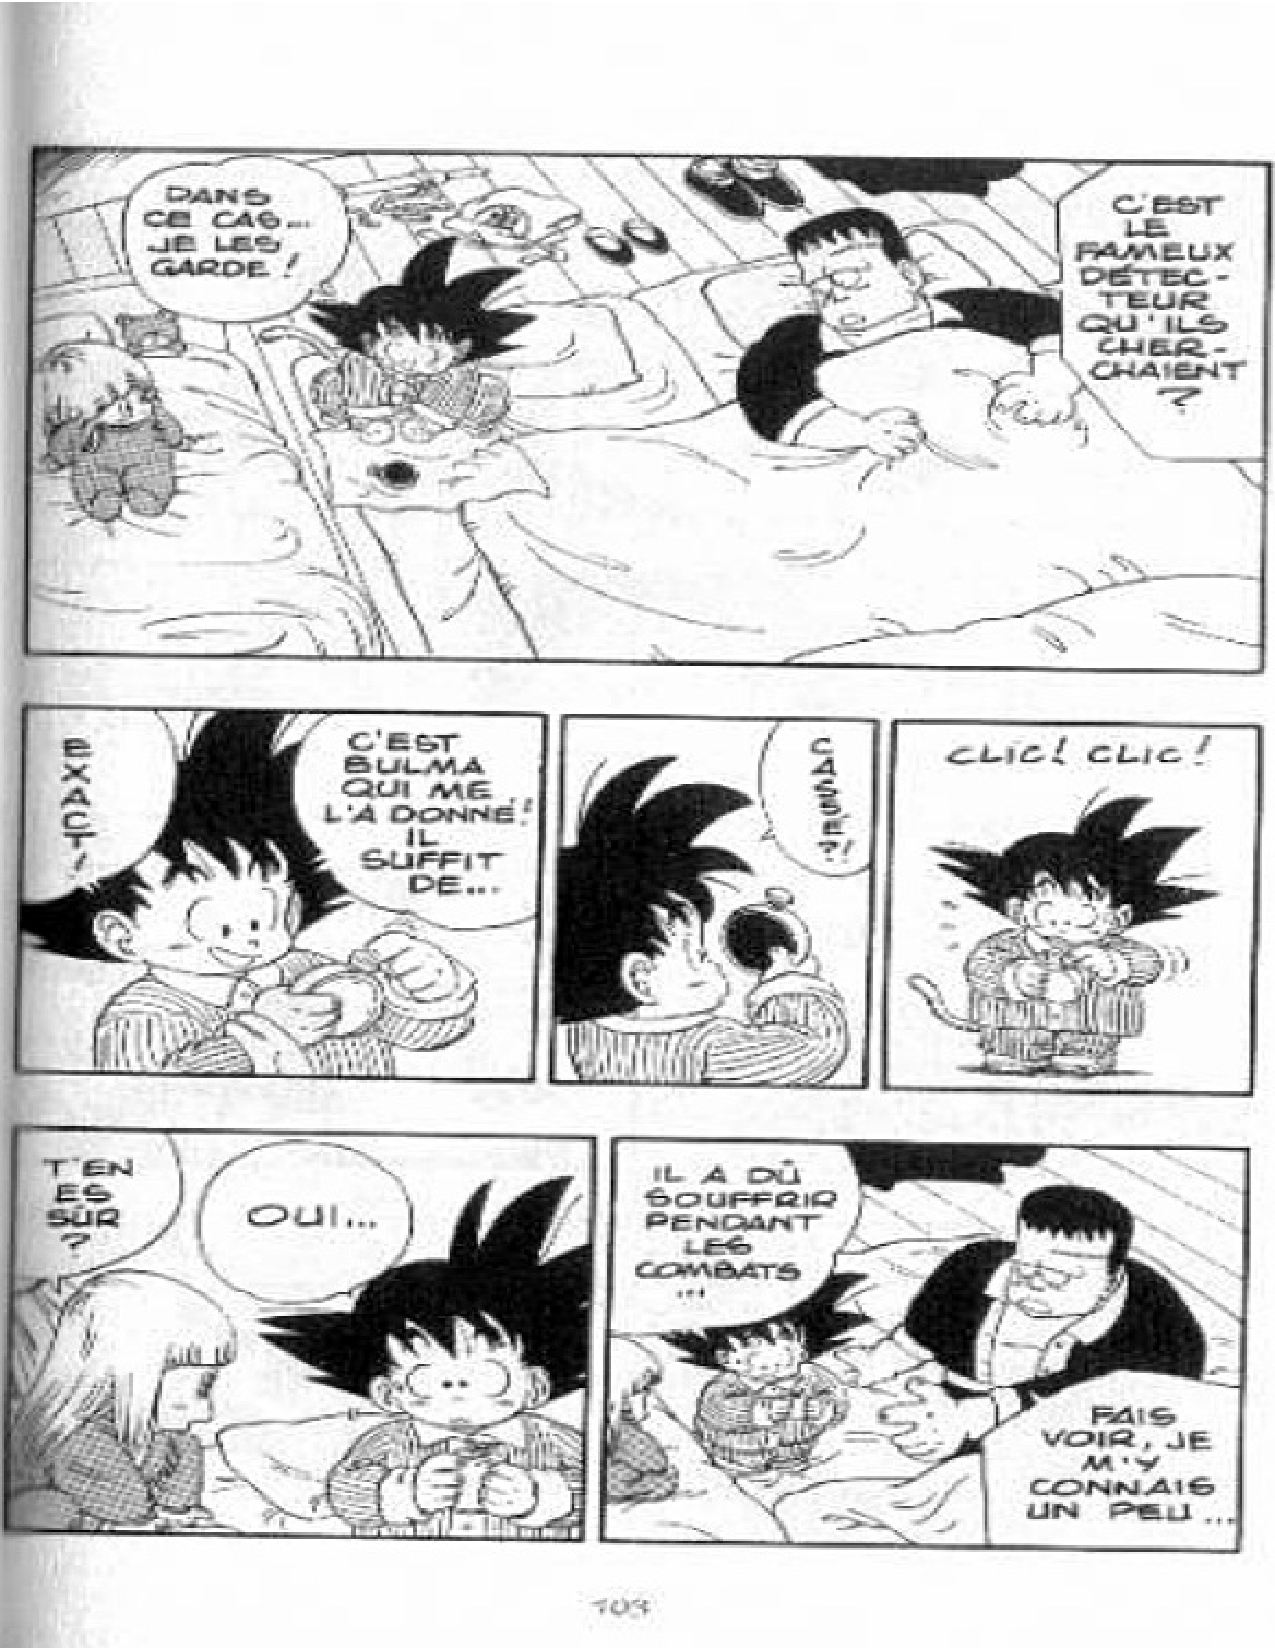 DANS
CE CAS...
JE LES
GARDE !
C'EST
LE
FAMEUX
DÉTEC-
TEUR
QU'ILS
CHER-
CHAIENT
?
EXACT !
C'EST
BULMA
QUI ME
L'A DONNÉ !
IL
SUFFIT
DE...
CASSÉ ?!
CLIC ! CLIC !
T'EN
ES
SÛR
?
OUI...
IL A DÛ
SOUFFRIR
PENDANT
LES
COMBATS
...
FAIS
VOIR, JE
M'Y
CONNAIS
UN PEU...